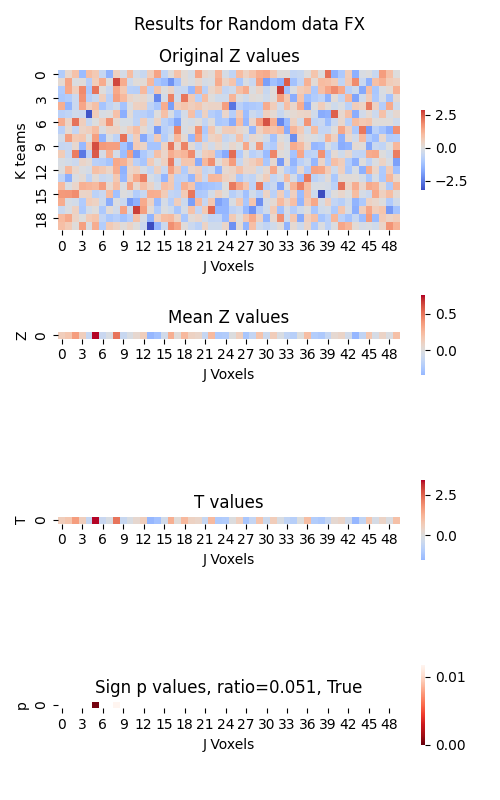 Results for Random data FX
Original Z values
K teams
0
3
6
9
12
15
18
2.5
0.0
−2.5
0 3 6 9 12 15 18 21 24 27 30 33 36 39 42 45 48
J Voxels
Mean Z values
Z
0
0.5
0.0
0 3 6 9 12 15 18 21 24 27 30 33 36 39 42 45 48
J Voxels
T values
T
0
2.5
0.0
0 3 6 9 12 15 18 21 24 27 30 33 36 39 42 45 48
J Voxels
Sign p values, ratio=0.051, True
p
0
0.01
0.00
0 3 6 9 12 15 18 21 24 27 30 33 36 39 42 45 48
J Voxels